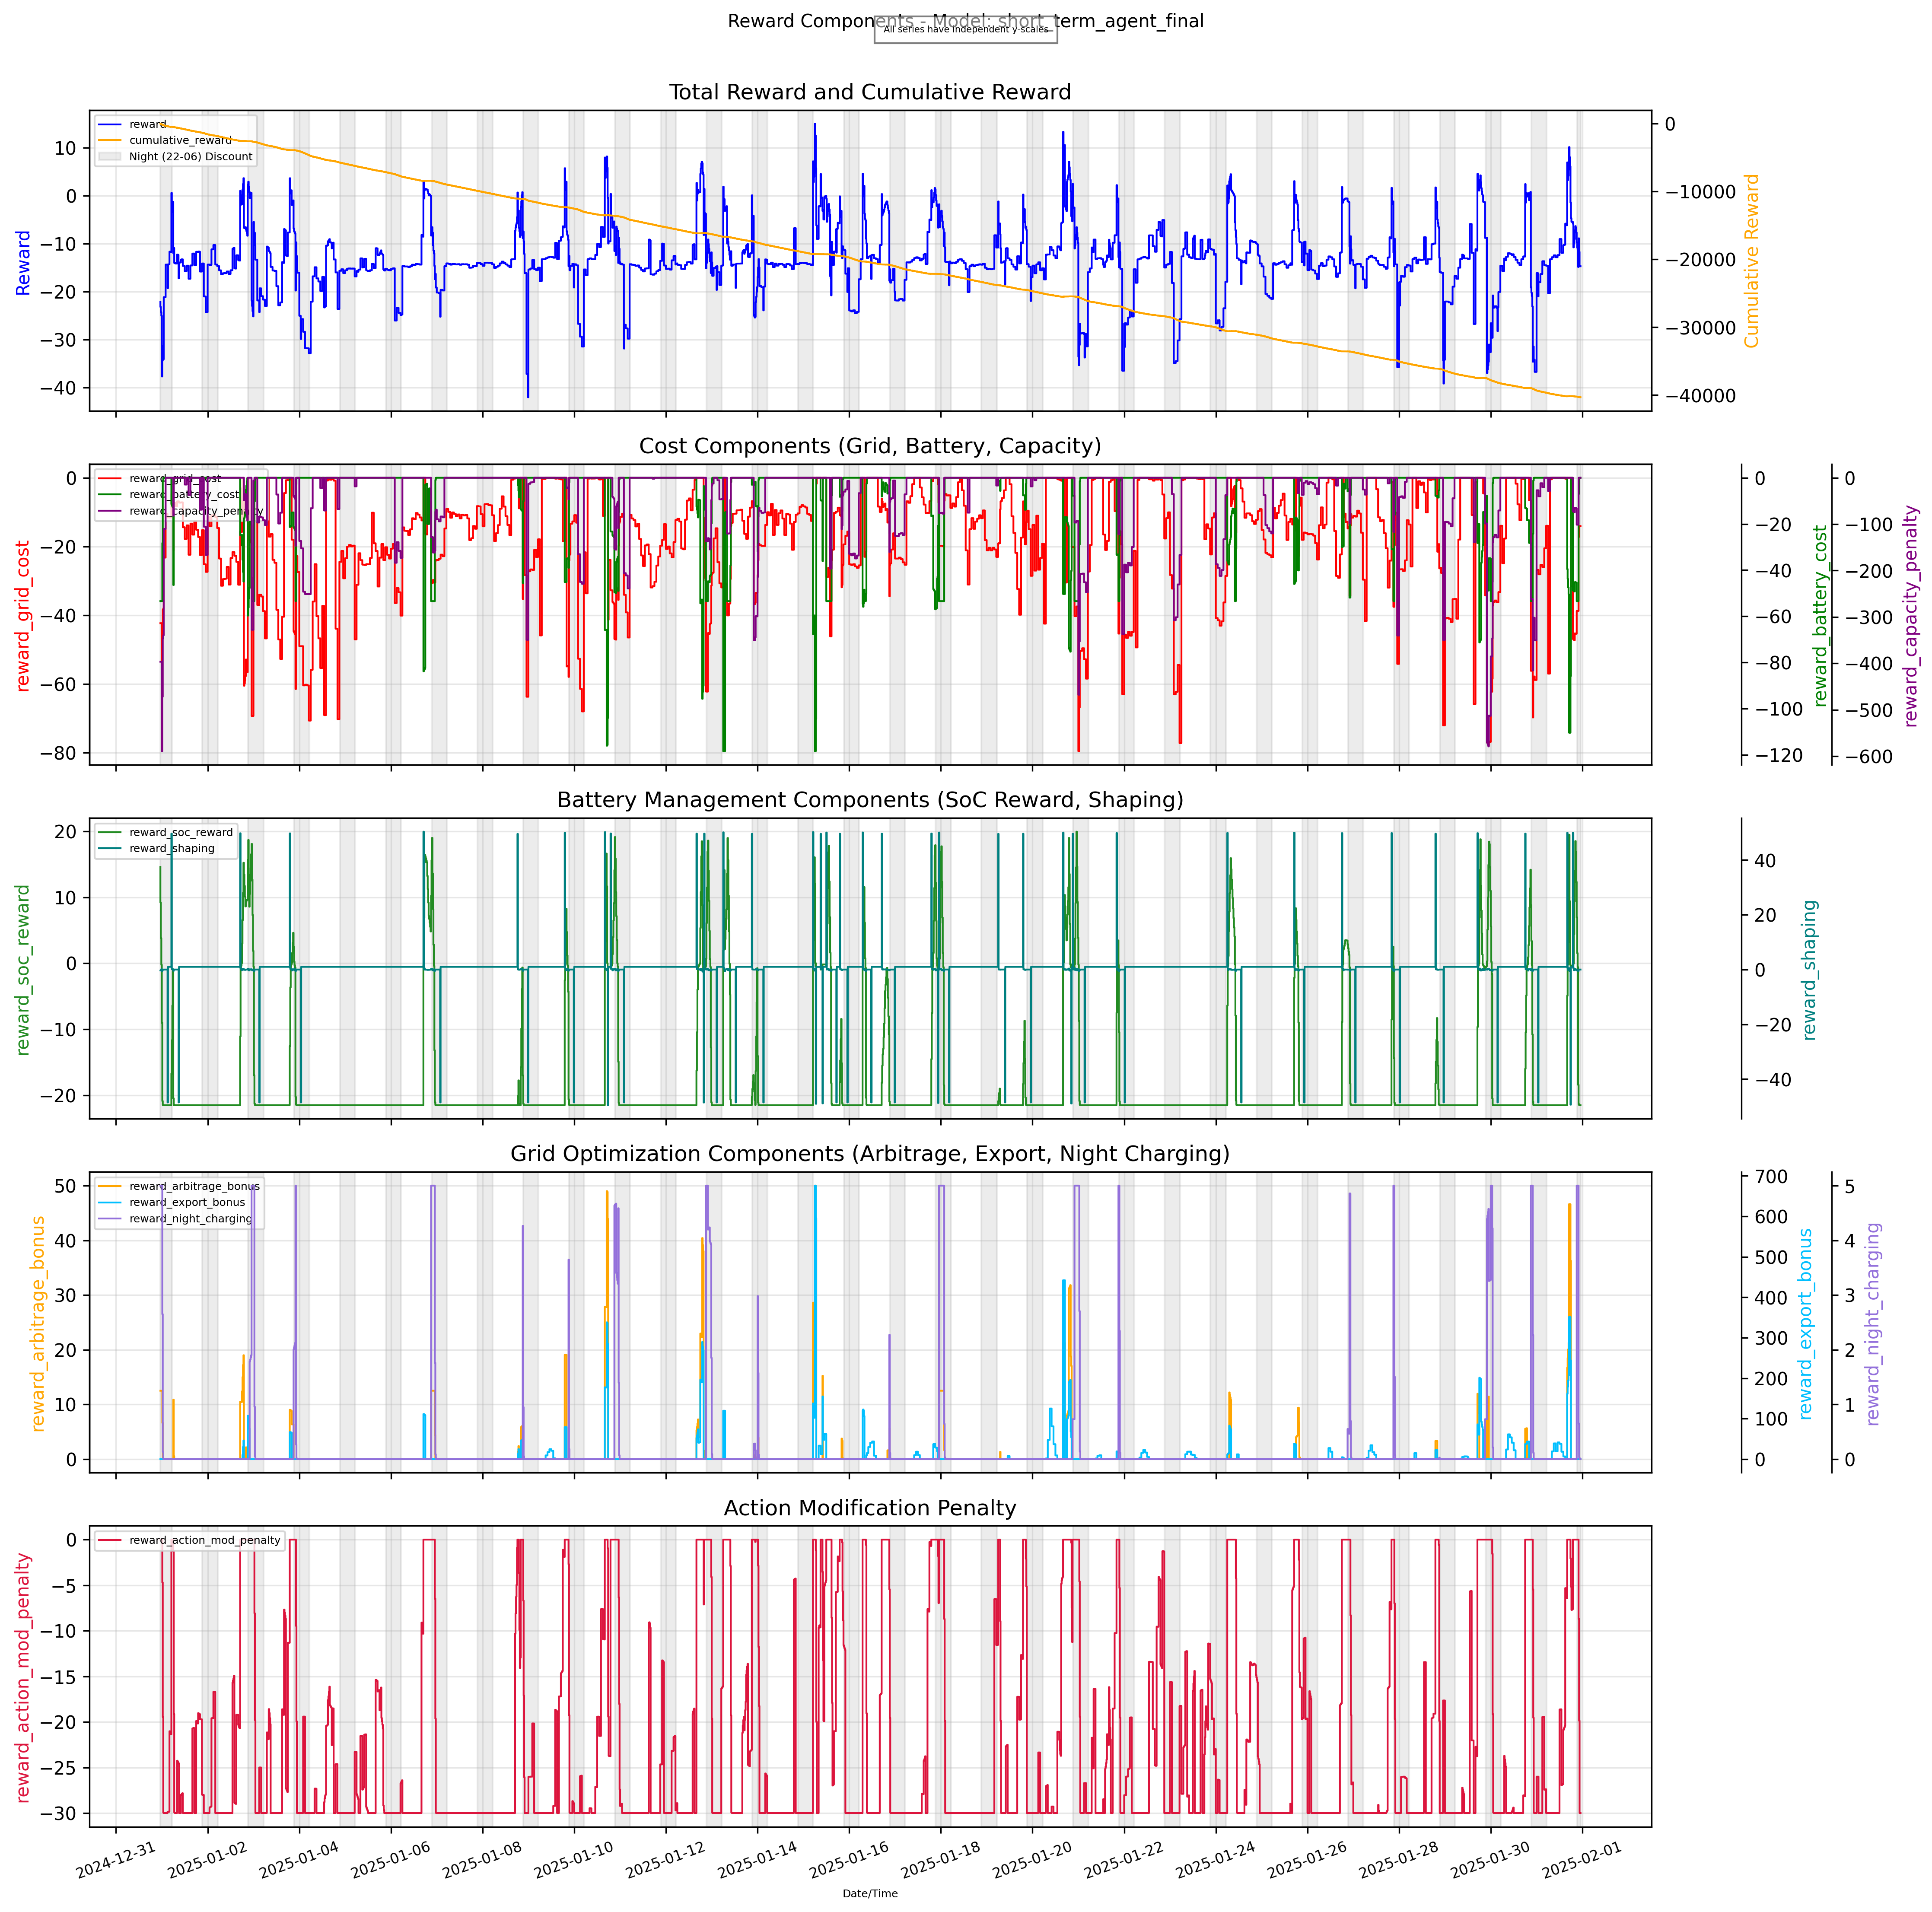 Reward Components - Model: short_term_agent_final
All series have independent y-scales
Total Reward and Cumulative Reward
reward
cumulative_reward
Night (22-06) Discount
10
0
−10
−20
−30
−40
Reward
0
−10000
−20000
−30000
−40000
Cumulative Reward
Cost Components (Grid, Battery, Capacity)
reward_grid_cost
reward_battery_cost
reward_capacity_penalty
0
−20
−40
−60
−80
reward_grid_cost
0
−20
−40
−60
−80
−100
−120
reward_battery_cost
0
−100
−200
−300
−400
−500
−600
reward_capacity_penalty
Battery Management Components (SoC Reward, Shaping)
reward_soc_reward
reward_shaping
20
10
0
−10
−20
reward_soc_reward
40
20
0
−20
−40
reward_shaping
Grid Optimization Components (Arbitrage, Export, Night Charging)
reward_arbitrage_bonus
reward_export_bonus
reward_night_charging
50
40
30
20
10
0
reward_arbitrage_bonus
700
600
500
400
300
200
100
0
reward_export_bonus
5
4
3
2
1
0
reward_night_charging
Action Modification Penalty
reward_action_mod_penalty
0
−5
−10
−15
−20
−25
−30
reward_action_mod_penalty
2024-12-31
2025-01-02
2025-01-04
2025-01-06
2025-01-08
2025-01-10
2025-01-12
2025-01-14
2025-01-16
2025-01-18
2025-01-20
2025-01-22
2025-01-24
2025-01-26
2025-01-28
2025-01-30
2025-02-01
Date/Time